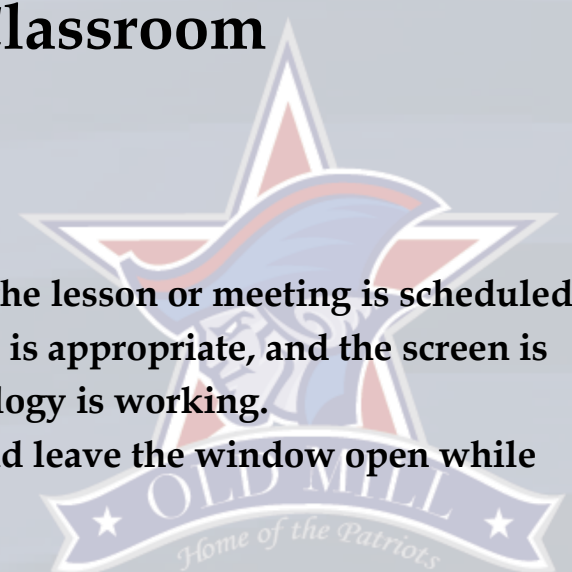 Classroom
he lesson or meeting is scheduled
is appropriate, and the screen is
logy is working.
d leave the window open while
OLD MILL
Home of the Patriots